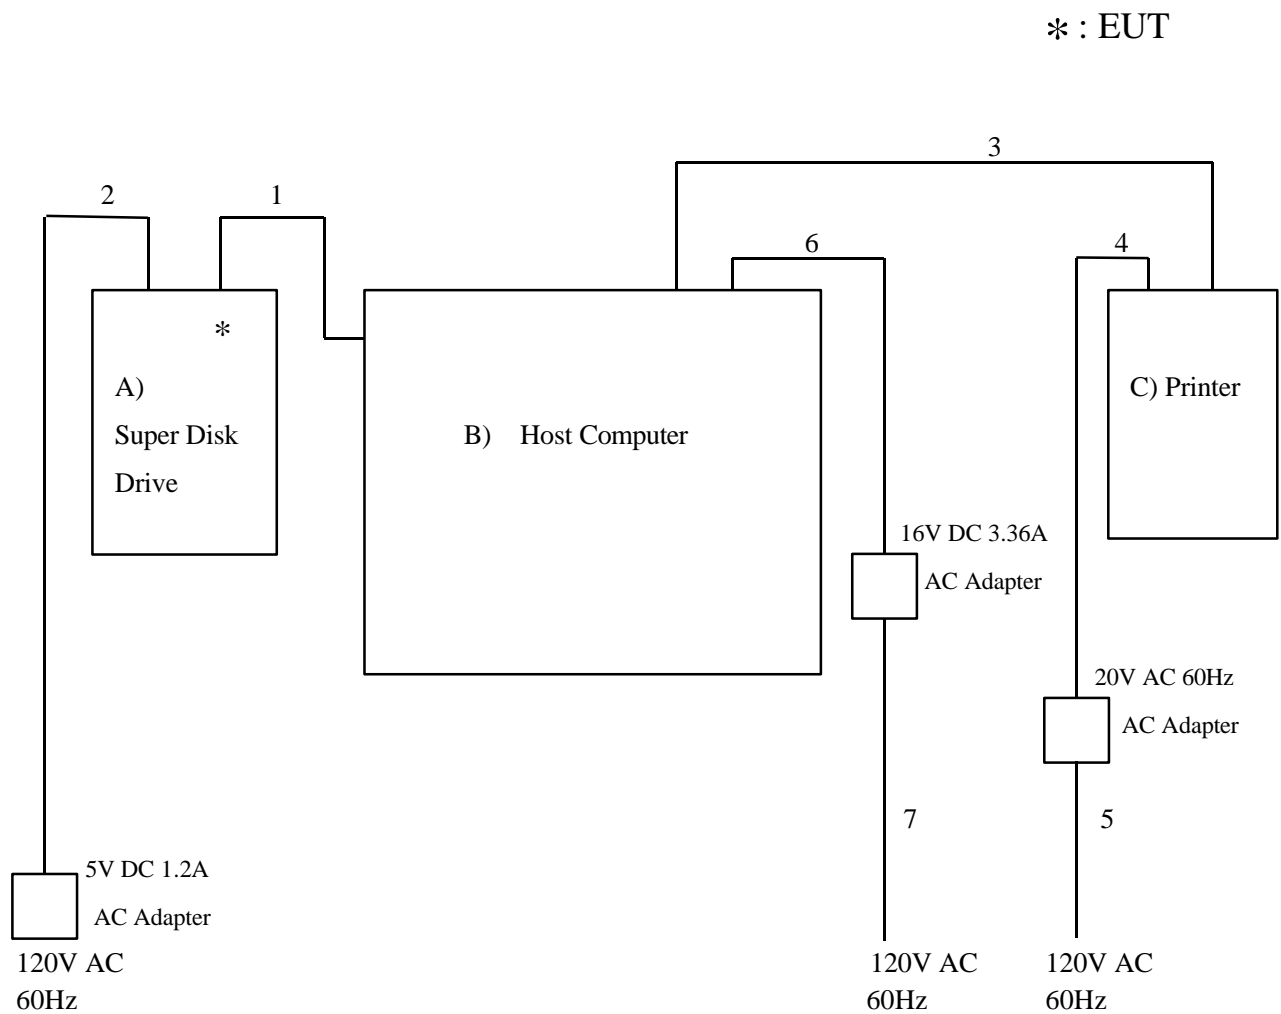 * : EUT
3
2
1
6
4
*
A)
Super Disk
Drive
B) Host Computer
C) Printer
16V DC 3.36A
AC Adapter
20V AC 60Hz
AC Adapter
7
5
5V DC 1.2A
AC Adapter
120V AC
60Hz
120V AC
60Hz
120V AC
60Hz